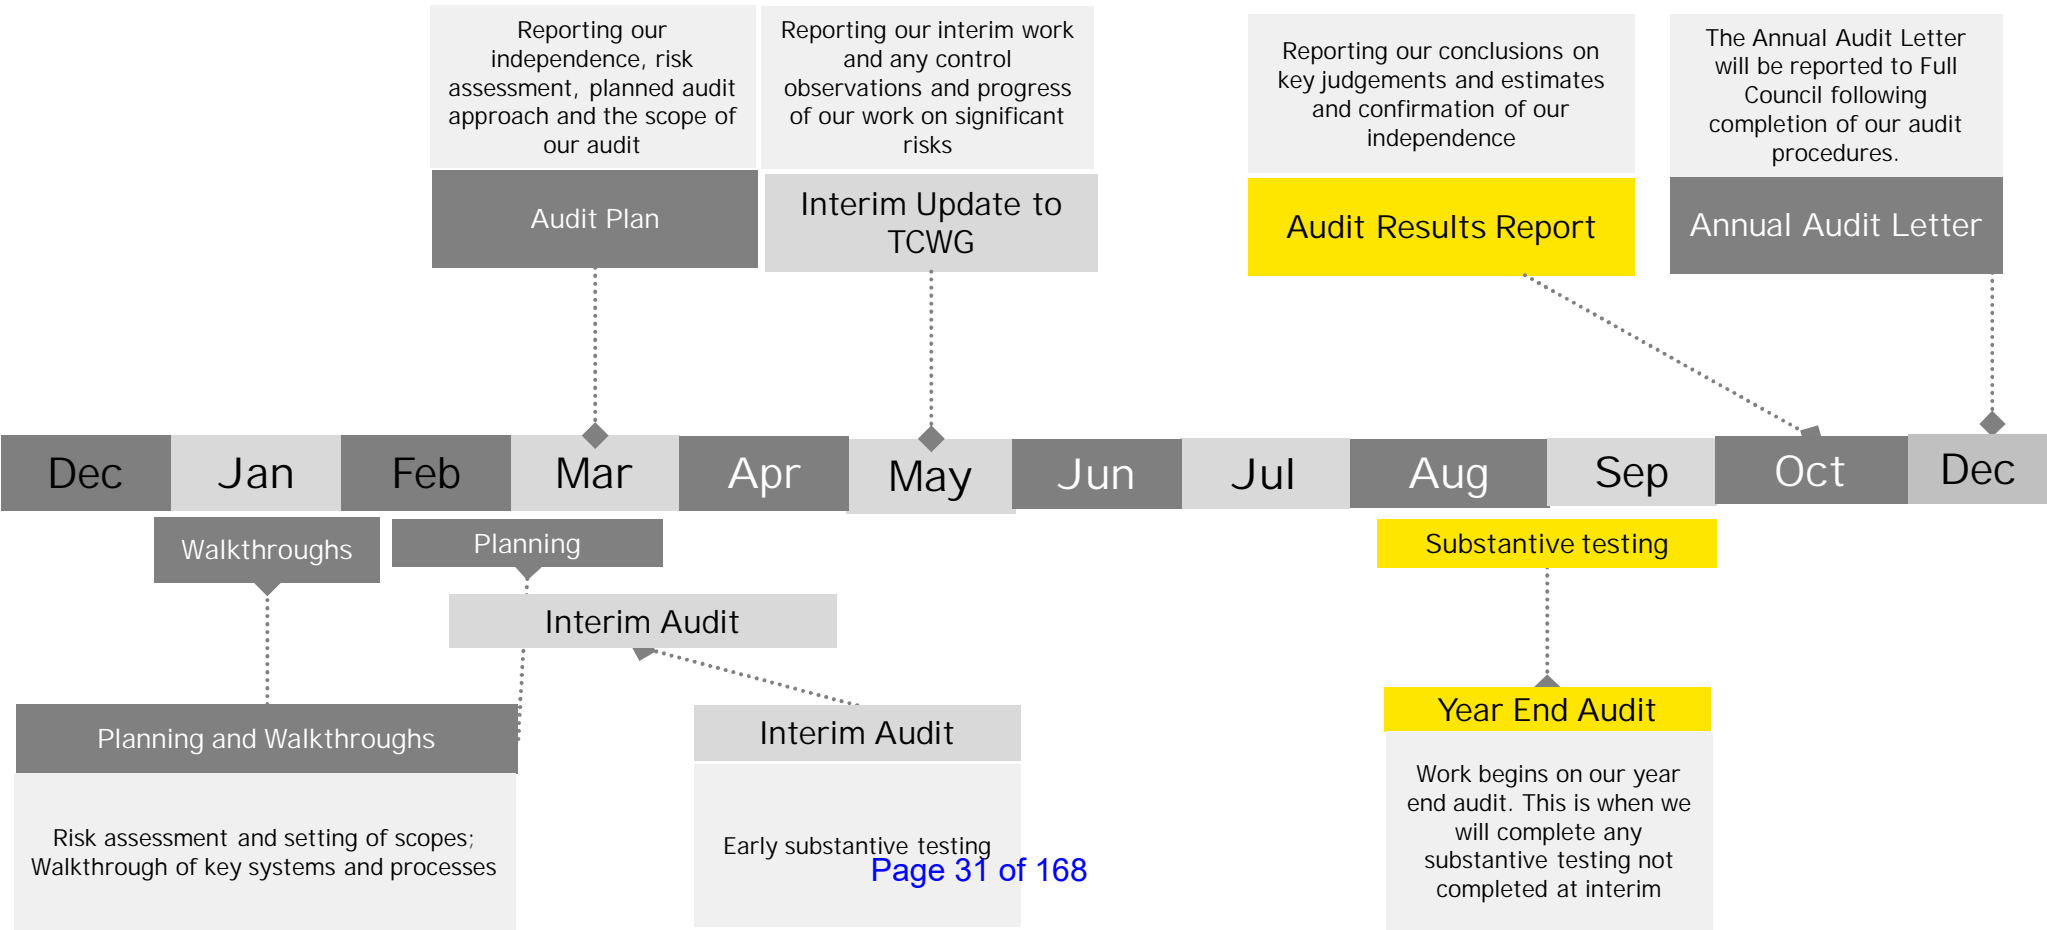 Reporting our
independence, risk
assessment, planned audit
approach and the scope of
our audit
Reporting our interim work
and any control
observations and progress
of our work on significant
risks
Reporting our conclusions on
key judgements and estimates
and confirmation of our
independence
The Annual Audit Letter
will be reported to Full
Council following
completion of our audit
procedures.
Audit Plan
Interim Update to
TCWG
Audit Results Report
Annual Audit Letter
Dec
Jan
Feb
Mar
Apr
May
Jun
Jul
Aug
Sep
Oct
Dec
Walkthroughs
Planning
Substantive testing
Interim Audit
Planning and Walkthroughs
Risk assessment and setting of scopes;
Walkthrough of key systems and processes
Interim Audit
Early substantive testing
Year End Audit
Work begins on our year
end audit. This is when we
will complete any
substantive testing not
completed at interim
Page 31 of 168